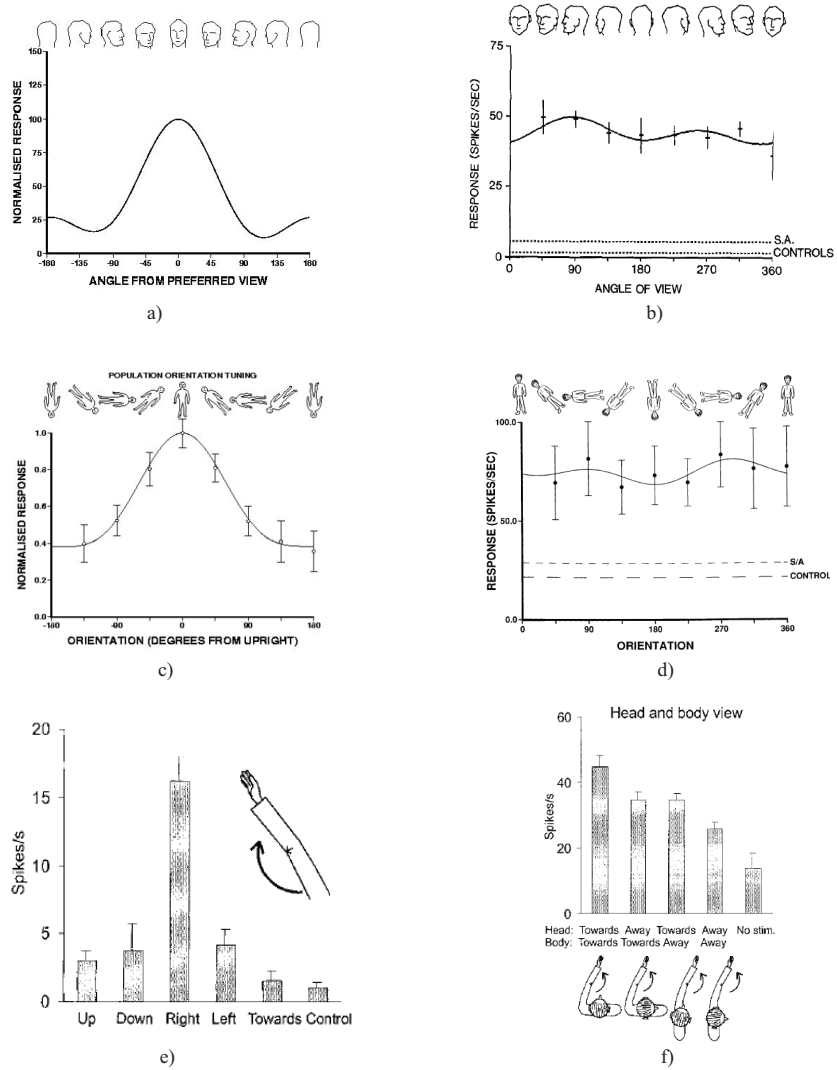 150
125
100
75
50
25
0
NORMALISED RESPONSE
-180 -135 -90 -45 0 45 90 135 180
ANGLE FROM PREFERRED VIEW
a)
75
50
25
0
RESPONSE (SPIKES/SEC)
S.A.
CONTROLS
0 90 180 270 360
ANGLE OF VIEW
b)
POPULATION ORIENTATION TUNING
1.0
0.8
0.6
0.4
0.2
0.0
NORMALISED RESPONSE
-180 -90 0 90 180
ORIENTATION (DEGREES FROM UPRIGHT)
c)
100.0
50.0
0.0
RESPONSE (SPIKES/SEC)
S/A
CONTROL
0 90 180 270 360
ORIENTATION
d)
20
15
10
5
0
Spikes/s
Up Down Right Left Towards Control
e)
Head and body view
60
40
20
0
Spikes/s
Head: Towards Away Towards Away No stim.
Body: Towards Towards Away Away
f)